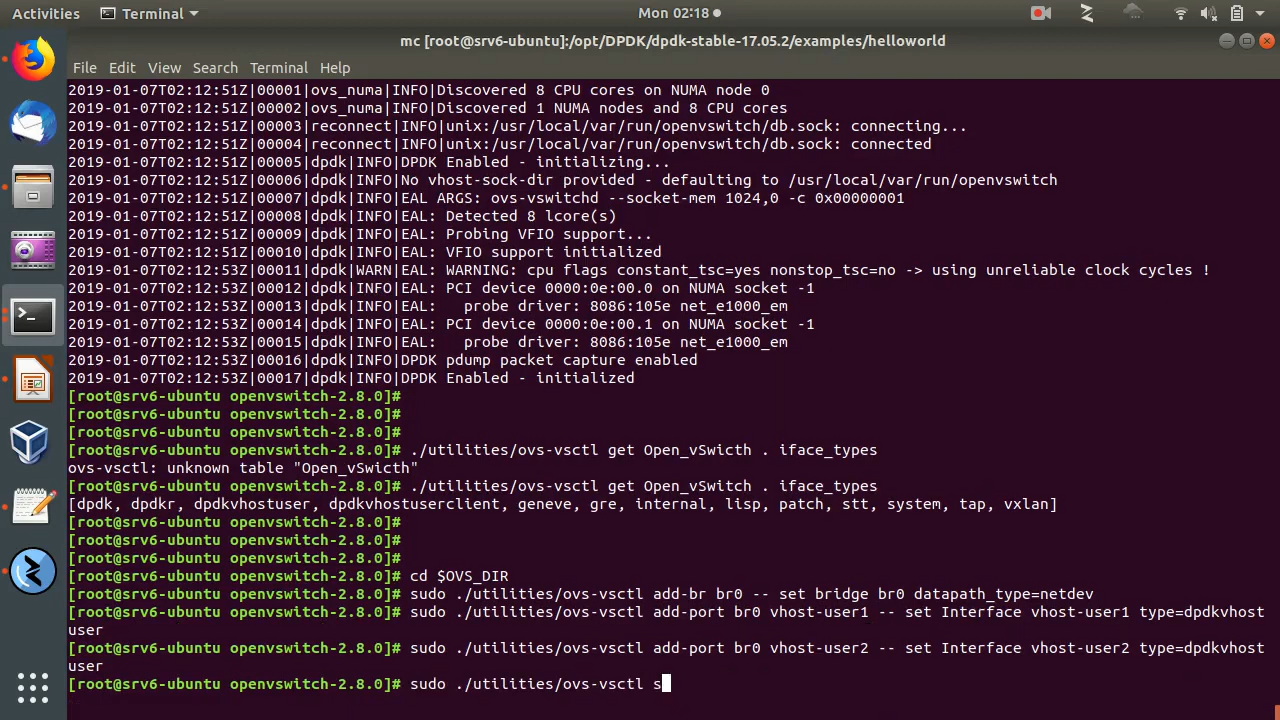 Activities
Terminal
Mon 02:18
mc [root@srv6-ubuntu]:/opt/DPDK/dpdk-stable-17.05.2/examples/helloworld
File Edit View Search Terminal Help
2019-01-07T02:12:51Z|00001|ovs_numa|INFO|Discovered 8 CPU cores on NUMA node 0
2019-01-07T02:12:51Z|00002|ovs_numa|INFO|Discovered 1 NUMA nodes and 8 CPU cores
2019-01-07T02:12:51Z|00003|reconnect|INFO|unix:/usr/local/var/run/openvswitch/db.sock: connecting...
2019-01-07T02:12:51Z|00004|reconnect|INFO|unix:/usr/local/var/run/openvswitch/db.sock: connected
2019-01-07T02:12:51Z|00005|dpdk|INFO|DPDK Enabled - initializing...
2019-01-07T02:12:51Z|00006|dpdk|INFO|No vhost-sock-dir provided - defaulting to /usr/local/var/run/openvswitch
2019-01-07T02:12:51Z|00007|dpdk|INFO|EAL ARGS: ovs-vswitchd --socket-mem 1024,0 -c 0x00000001
2019-01-07T02:12:51Z|00008|dpdk|INFO|EAL: Detected 8 lcore(s)
2019-01-07T02:12:51Z|00009|dpdk|INFO|EAL: Probing VFIO support...
2019-01-07T02:12:51Z|00010|dpdk|INFO|EAL: VFIO support initialized
2019-01-07T02:12:53Z|00011|dpdk|WARN|EAL: WARNING: cpu flags constant_tsc=yes nonstop_tsc=no -> using unreliable clock cycles !
2019-01-07T02:12:53Z|00012|dpdk|INFO|EAL: PCI device 0000:0e:00.0 on NUMA socket -1
2019-01-07T02:12:53Z|00013|dpdk|INFO|EAL:   probe driver: 8086:105e net_e1000_em
2019-01-07T02:12:53Z|00014|dpdk|INFO|EAL: PCI device 0000:0e:00.1 on NUMA socket -1
2019-01-07T02:12:53Z|00015|dpdk|INFO|EAL:   probe driver: 8086:105e net_e1000_em
2019-01-07T02:12:53Z|00016|dpdk|INFO|DPDK pdump packet capture enabled
2019-01-07T02:12:53Z|00017|dpdk|INFO|DPDK Enabled - initialized
[root@srv6-ubuntu openvswitch-2.8.0]#
[root@srv6-ubuntu openvswitch-2.8.0]#
[root@srv6-ubuntu openvswitch-2.8.0]#
[root@srv6-ubuntu openvswitch-2.8.0]# ./utilities/ovs-vsctl get Open_vSwicth . iface_types
ovs-vsctl: unknown table "Open_vSwicth"
[root@srv6-ubuntu openvswitch-2.8.0]# ./utilities/ovs-vsctl get Open_vSwitch . iface_types
[dpdk, dpdkr, dpdkvhostuser, dpdkvhostuserclient, geneve, gre, internal, lisp, patch, stt, system, tap, vxlan]
[root@srv6-ubuntu openvswitch-2.8.0]#
[root@srv6-ubuntu openvswitch-2.8.0]#
[root@srv6-ubuntu openvswitch-2.8.0]#
[root@srv6-ubuntu openvswitch-2.8.0]# cd $OVS_DIR
[root@srv6-ubuntu openvswitch-2.8.0]# sudo ./utilities/ovs-vsctl add-br br0 -- set bridge br0 datapath_type=netdev
[root@srv6-ubuntu openvswitch-2.8.0]# sudo ./utilities/ovs-vsctl add-port br0 vhost-user1 -- set Interface vhost-user1 type=dpdkvhost
user
[root@srv6-ubuntu openvswitch-2.8.0]# sudo ./utilities/ovs-vsctl add-port br0 vhost-user2 -- set Interface vhost-user2 type=dpdkvhost
user
[root@srv6-ubuntu openvswitch-2.8.0]# sudo ./utilities/ovs-vsctl s